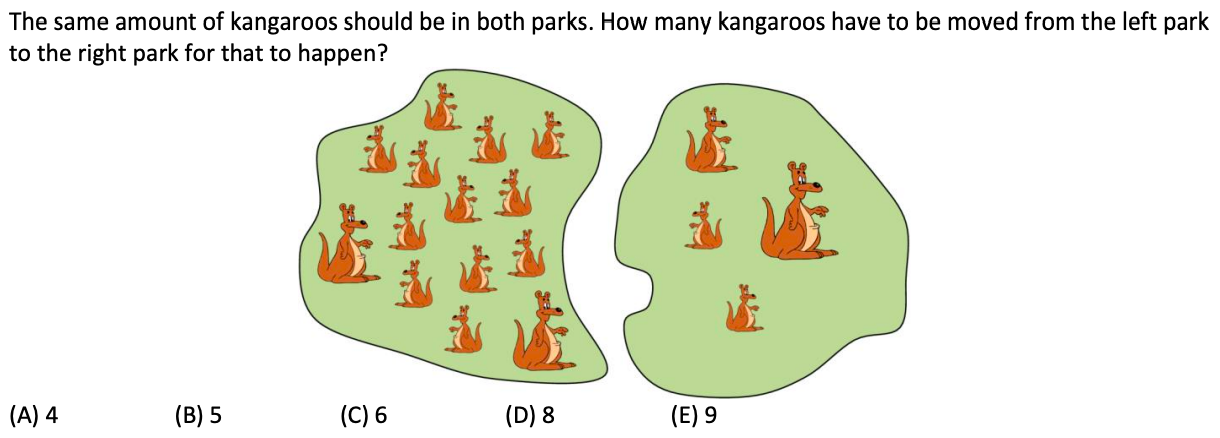 The same amount of kangaroos should be in both parks. How many kangaroos have to be moved from the left park
to the right park for that to happen?
(A) 4 (B) 5 (C) 6 (D) 8 (E) 9